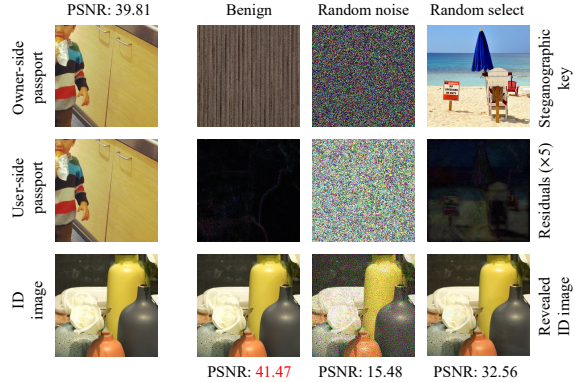 PSNR: 39.81
Benign
Random noise
Random select
Owner-side
passport
Steganographic
key
User-side
passport
Residuals (×5)
ID
image
Revealed
ID image
PSNR: 41.47
PSNR: 15.48
PSNR: 32.56